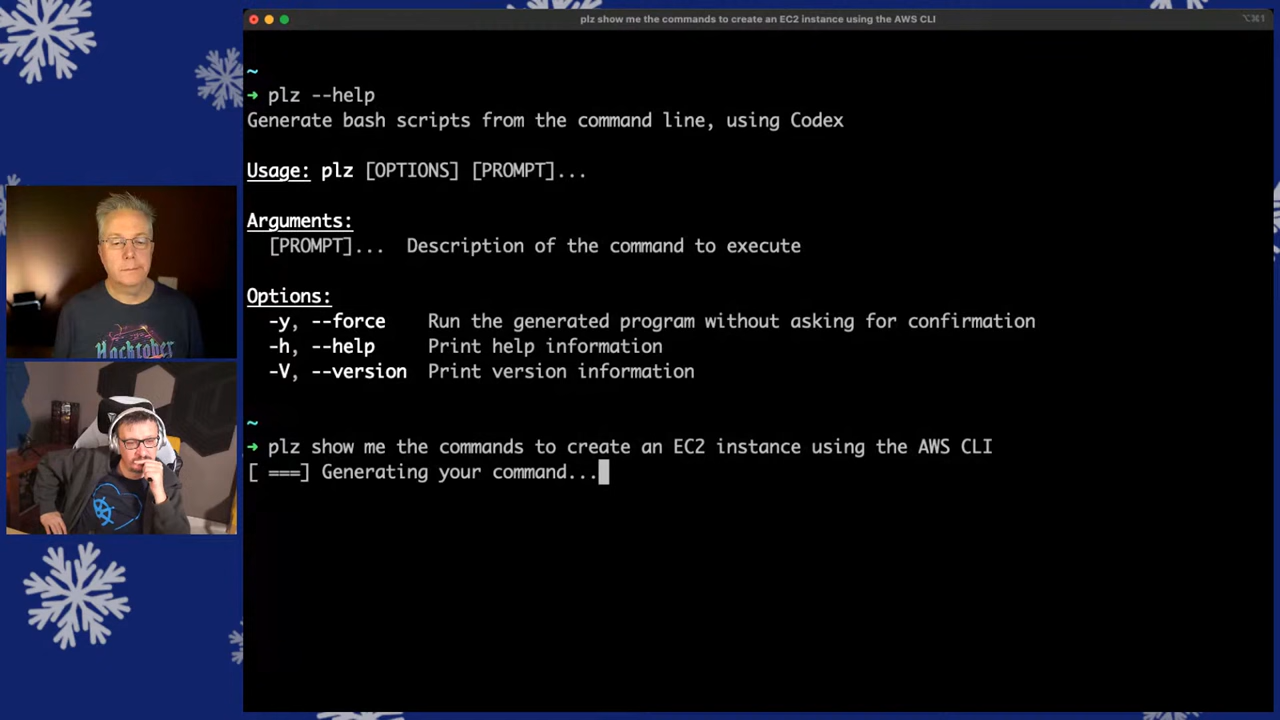 plz show me the commands to create an EC2 instance using the AWS CLI
⌥⌘1
~
➜ plz --help
Generate bash scripts from the command line, using Codex
Usage: plz [OPTIONS] [PROMPT]...
Arguments:
[PROMPT]... Description of the command to execute
Options:
-y, --force Run the generated program without asking for confirmation
-h, --help Print help information
-V, --version Print version information
~
➜ plz show me the commands to create an EC2 instance using the AWS CLI
[ ===] Generating your command...
Hacktober